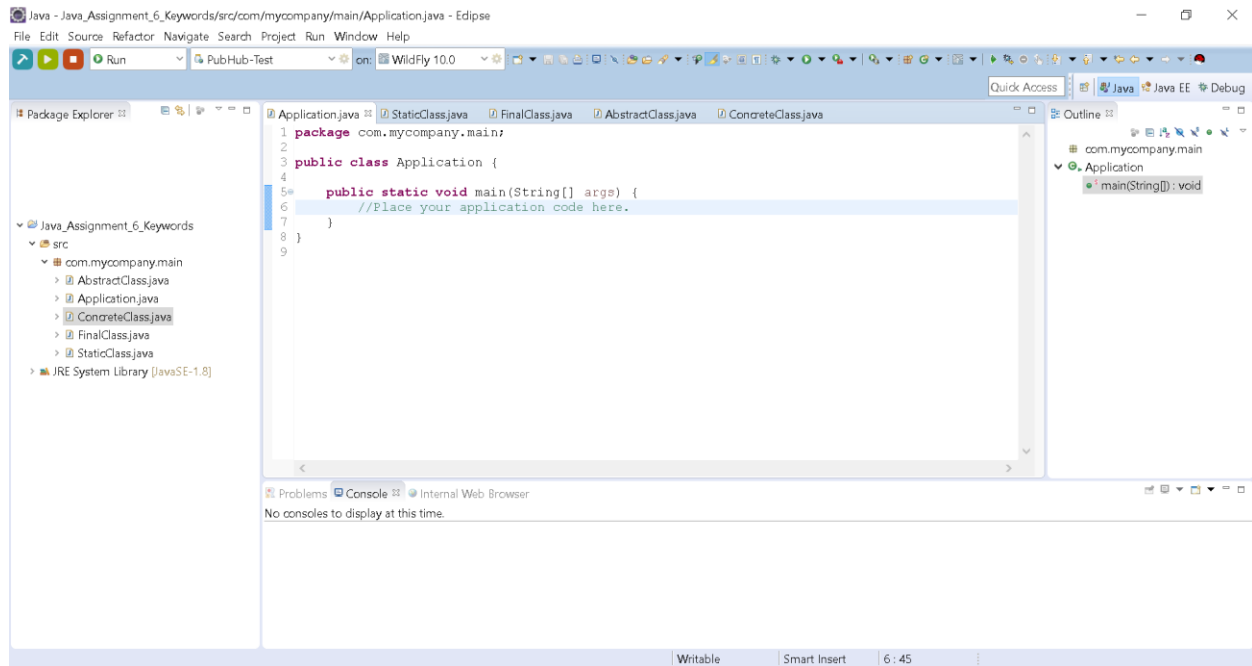 Java - Java_Assignment_6_Keywords/src/com/mycompany/main/Application.java - Eclipse
File Edit Source Refactor Navigate Search Project Run Window Help
Run PubHub-Test on: WildFly 10.0
Quick Access Java Java EE Debug
Package Explorer
Java_Assignment_6_Keywords
src
com.mycompany.main
AbstractClass.java
Application.java
ConcreteClass.java
FinalClass.java
StaticClass.java
JRE System Library [JavaSE-1.8]
Application.java StaticClass.java FinalClass.java AbstractClass.java ConcreteClass.java
1 package com.mycompany.main;
2
3 public class Application {
4
5 public static void main(String[] args) {
6 //Place your application code here.
7 }
8 }
9
Outline
com.mycompany.main
Application
main(String[]) : void
Problems Console Internal Web Browser
No consoles to display at this time.
Writable Smart Insert 6 : 45